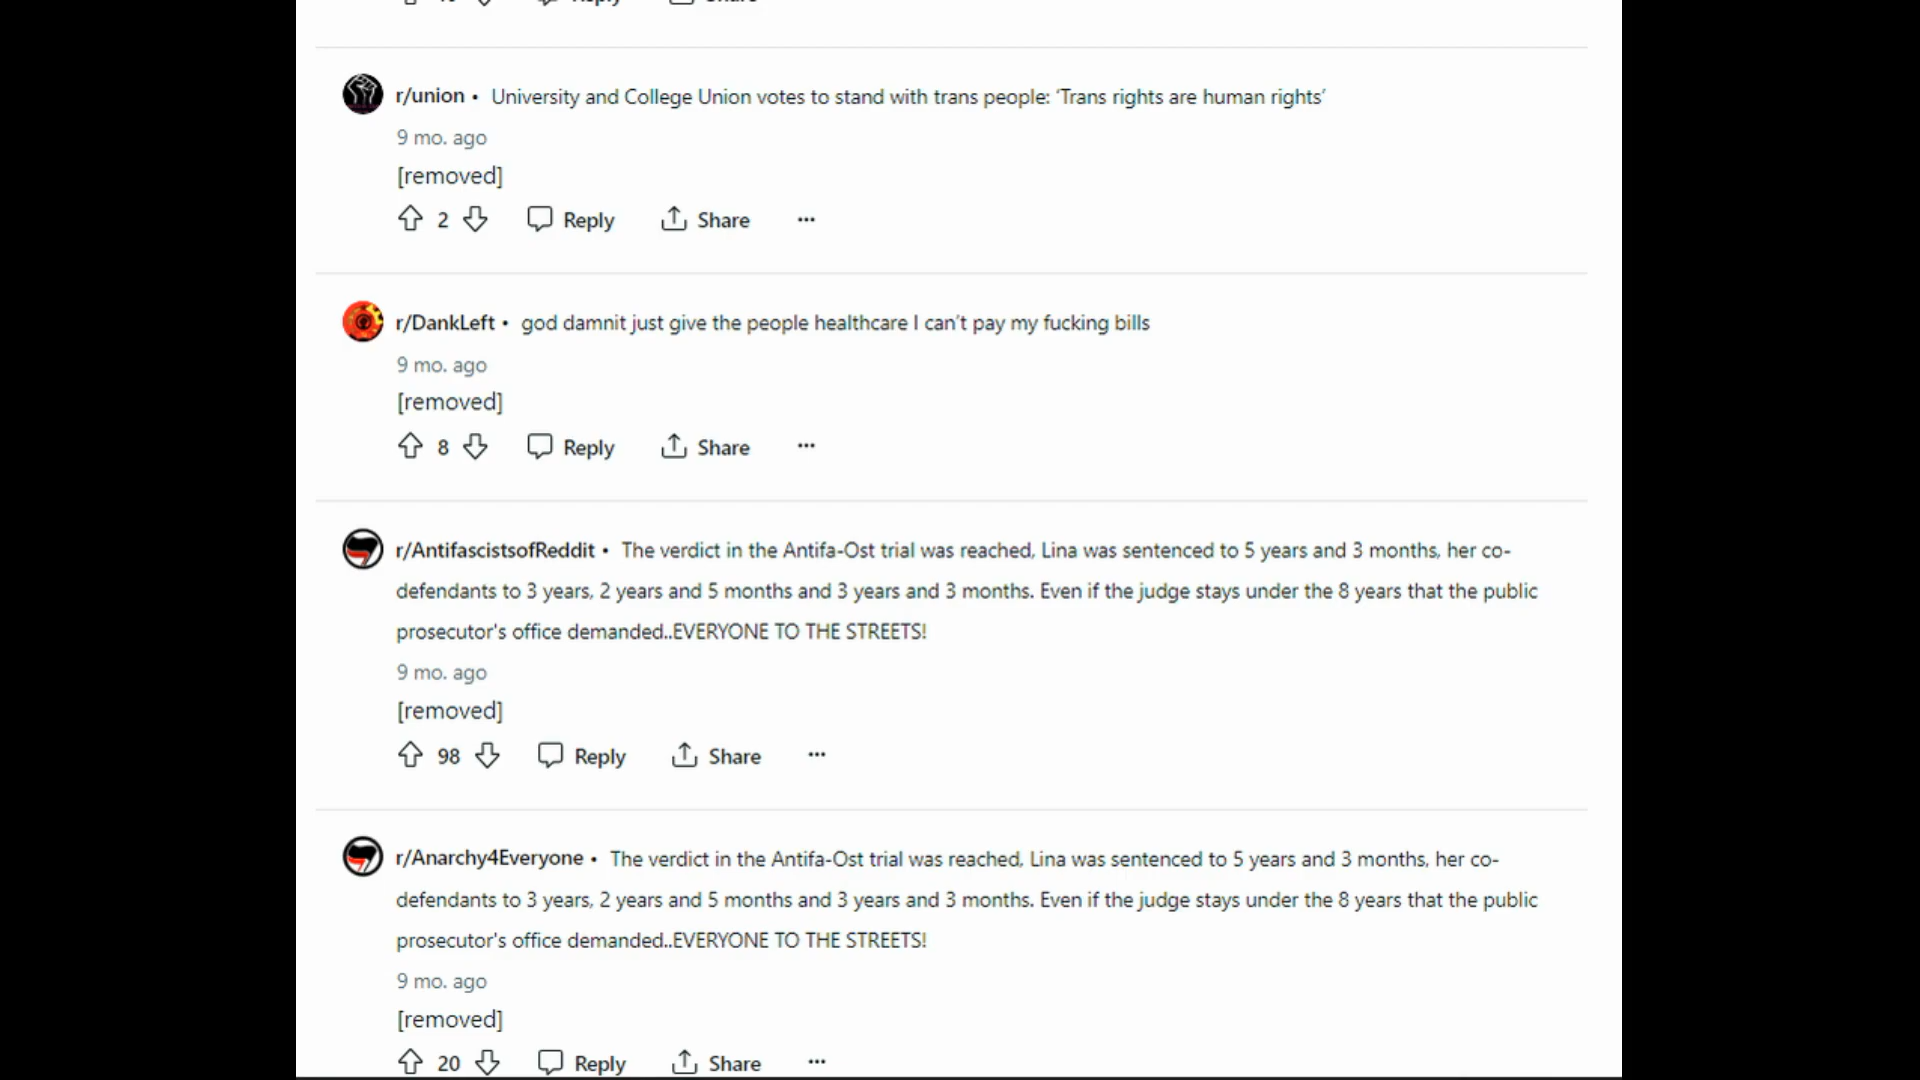 Reply Share
r/union • University and College Union votes to stand with trans people: ‘Trans rights are human rights’
9 mo. ago
[removed]
2 Reply Share ...
r/DankLeft • god damnit just give the people healthcare I can’t pay my fucking bills
9 mo. ago
[removed]
8 Reply Share ...
r/AntifascistsofReddit • The verdict in the Antifa-Ost trial was reached, Lina was sentenced to 5 years and 3 months, her co-
defendants to 3 years, 2 years and 5 months and 3 years and 3 months. Even if the judge stays under the 8 years that the public
prosecutor's office demanded..EVERYONE TO THE STREETS!
9 mo. ago
[removed]
98 Reply Share ...
r/Anarchy4Everyone • The verdict in the Antifa-Ost trial was reached, Lina was sentenced to 5 years and 3 months, her co-
defendants to 3 years, 2 years and 5 months and 3 years and 3 months. Even if the judge stays under the 8 years that the public
prosecutor's office demanded..EVERYONE TO THE STREETS!
9 mo. ago
[removed]
20 Reply Share ...